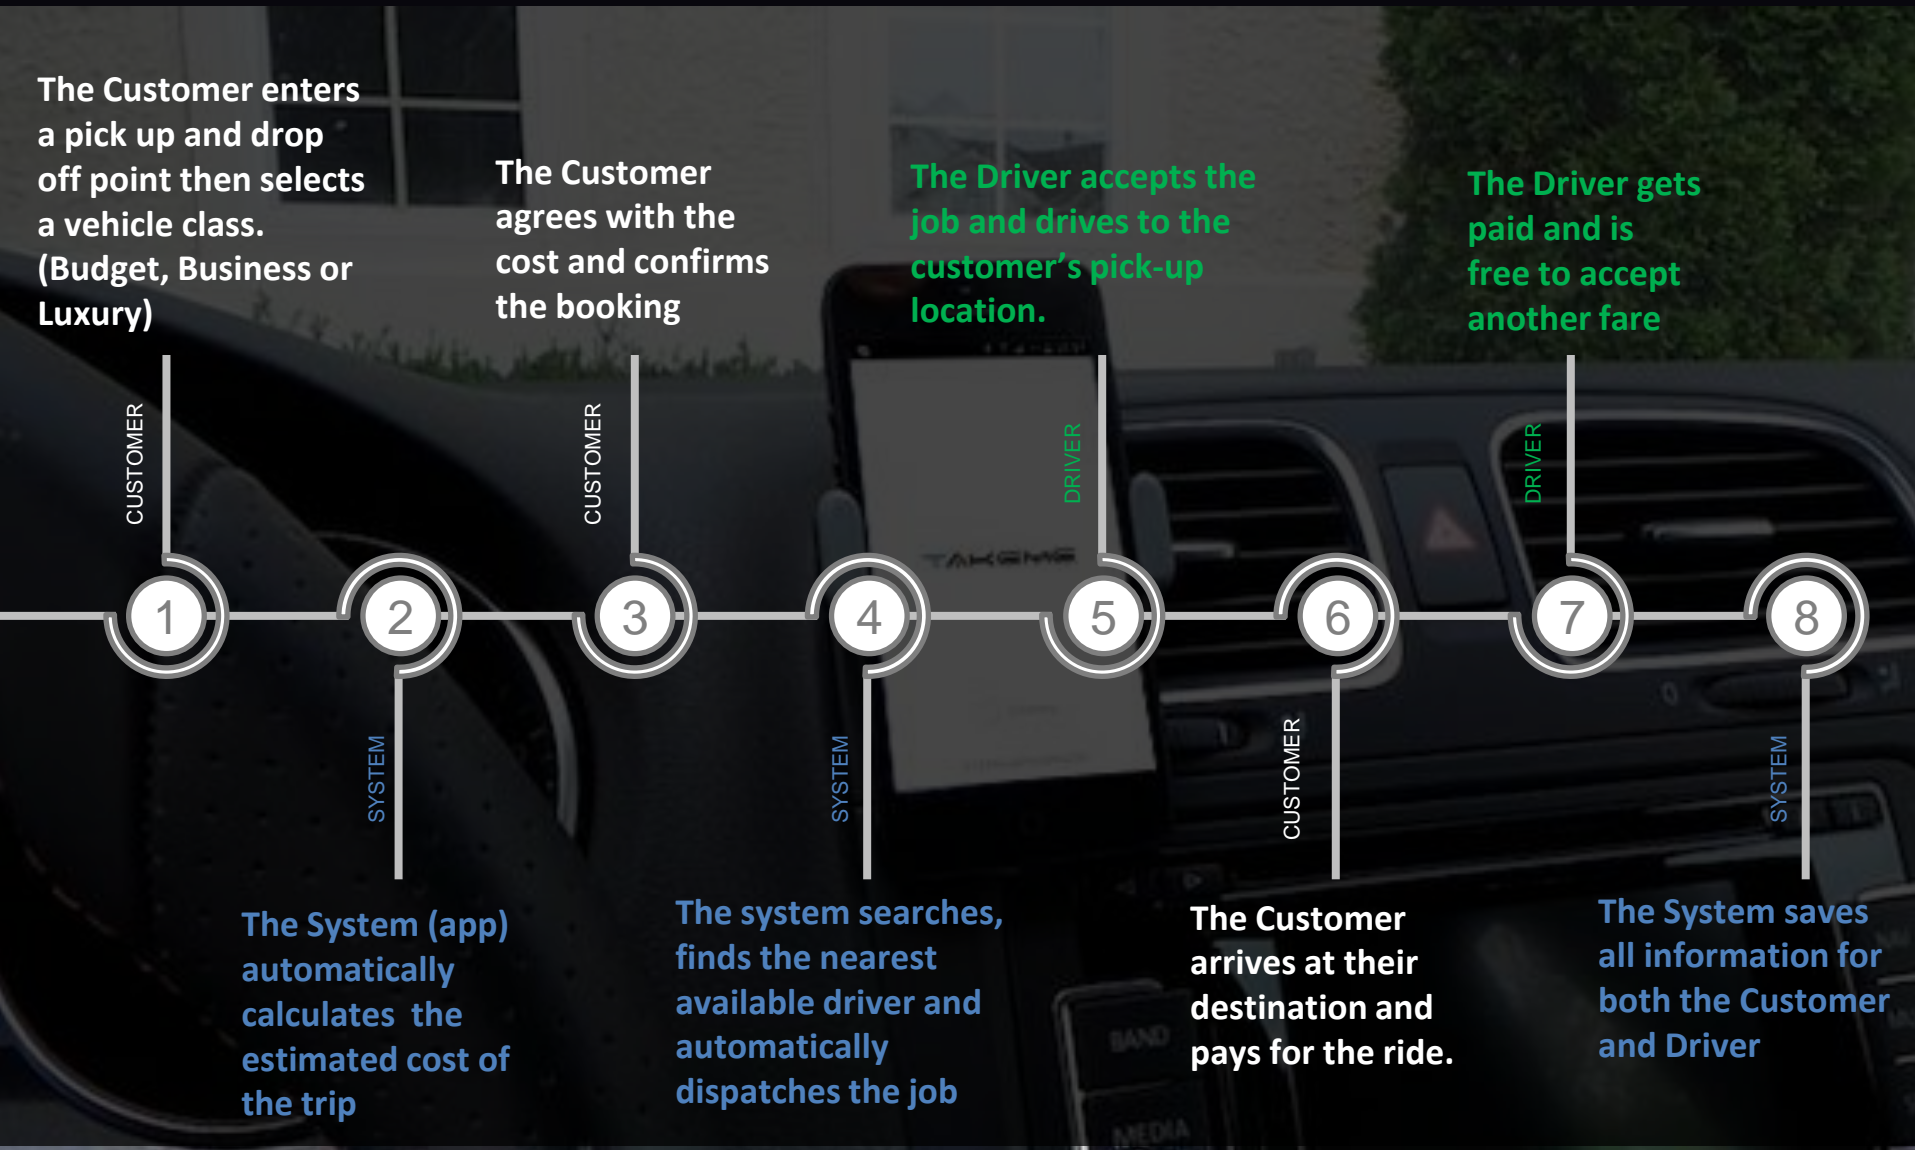 The Customer enters
a pick up and drop
off point then selects
a vehicle class.
(Budget, Business or
Luxury)
CUSTOMER
1
SYSTEM
2
The System (app)
automatically
calculates  the
estimated cost of
the trip
The Customer
agrees with the
cost and confirms
the booking
CUSTOMER
3
SYSTEM
4
The system searches,
finds the nearest
available driver and
automatically
dispatches the job
The Driver accepts the
job and drives to the
customer’s pick-up
location.
DRIVER
5
CUSTOMER
6
The Customer
arrives at their
destination and
pays for the ride.
The Driver gets
paid and is
free to accept
another fare
DRIVER
7
SYSTEM
8
The System saves
all information for
both the Customer
and Driver
TAKEME
BAND
MEDIA
0